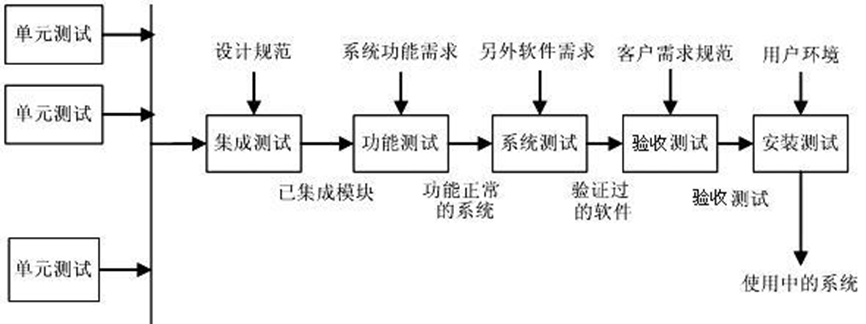 单元测试
单元测试
单元测试
设计规范
系统功能需求
另外软件需求
客户需求规范
用户环境
集成测试
功能测试
系统测试
验收测试
安装测试
已集成模块
功能正常
的系统
验证过
的软件
验收测试
使用中的系统